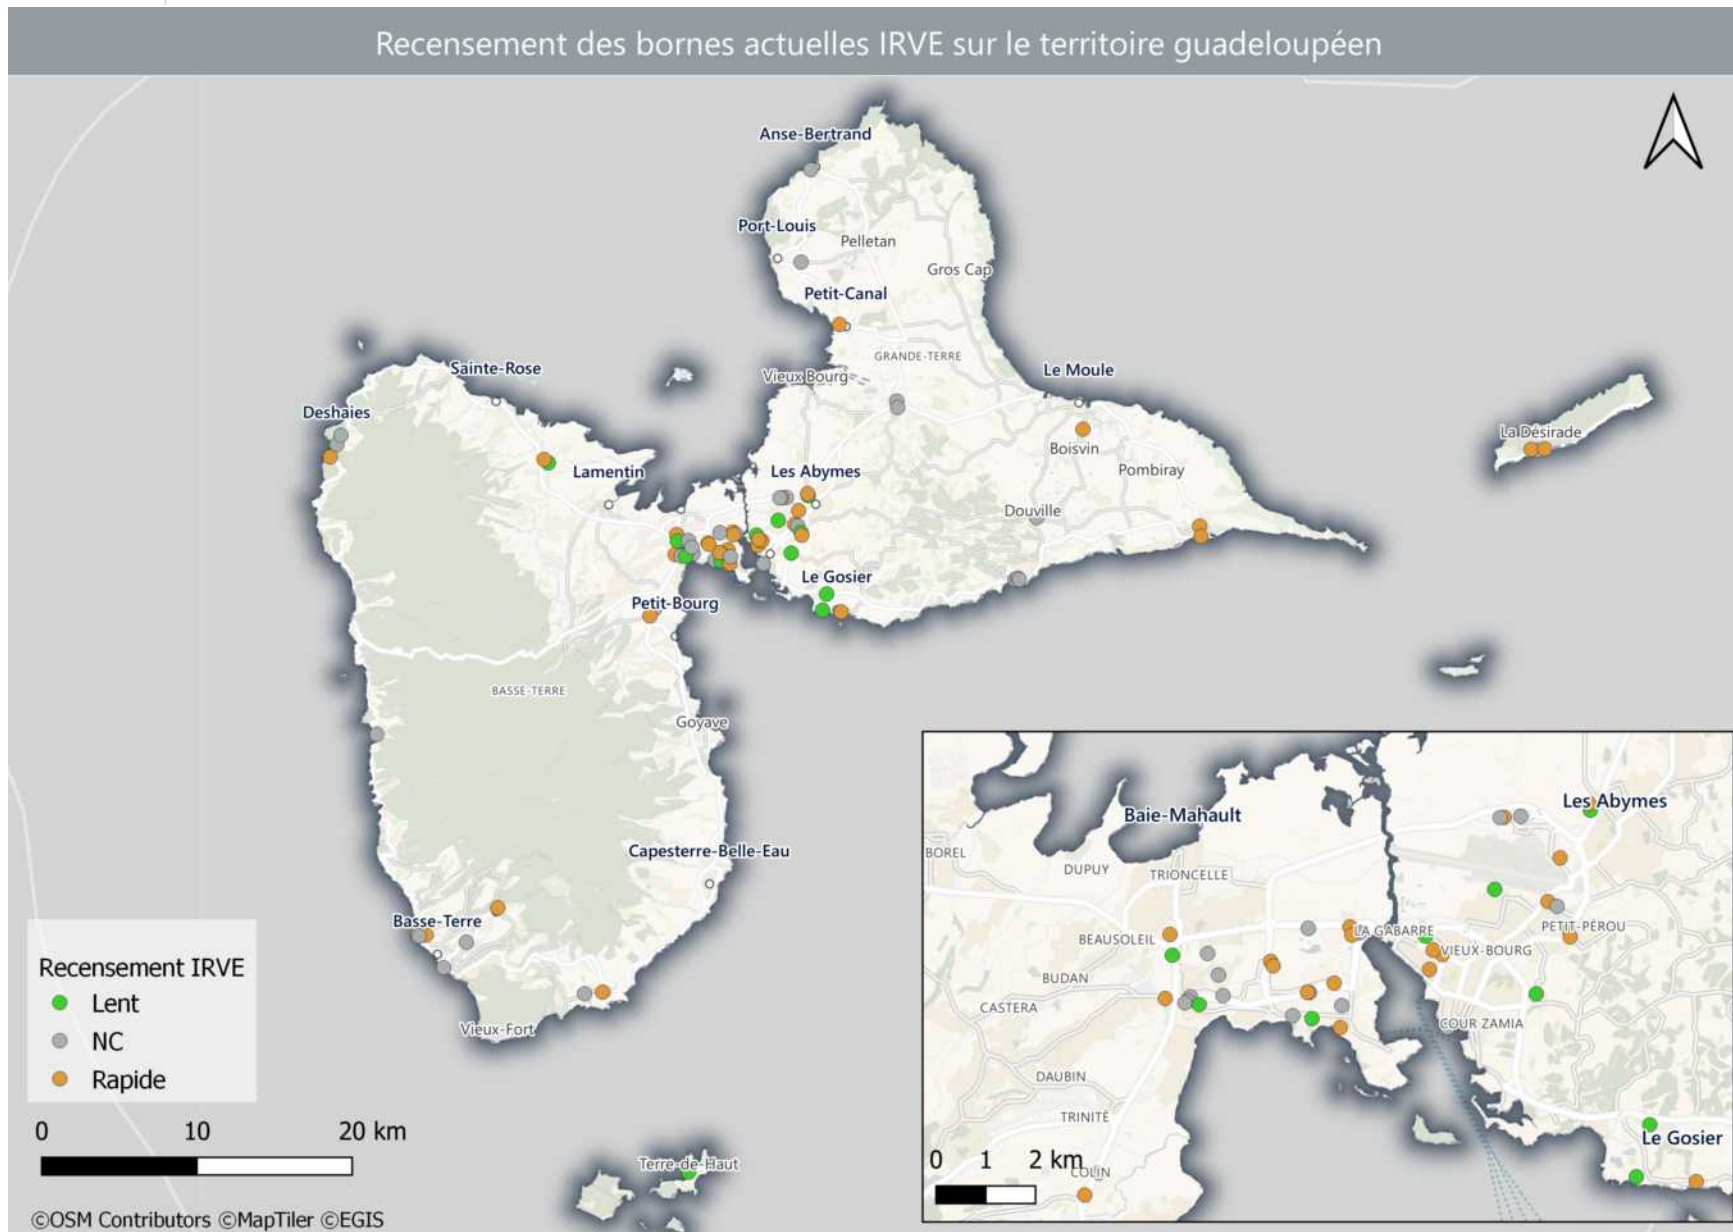 Recensement des bornes actuelles IRVE sur le territoire guadeloupéen
Anse-Bertrand
Port-Louis
Pelletan
Gros Cap
Petit-Canal
GRANDE-TERRE
Vieux Bourg
Le Moule
Sainte-Rose
Deshaies
La Désirade
Boisvin
Pombiray
Lamentin
Les Abymes
Douville
Le Gosier
Petit-Bourg
BASSE-TERRE
Goyave
Capesterre-Belle-Eau
Basse-Terre
Vieux-Fort
Terre-de-Haut
Recensement IRVE
Lent
NC
Rapide
0 10 20 km
©OSM Contributors ©MapTiler ©EGIS
Baie-Mahault
Les Abymes
BOREL
DUPUY
TRIONCELLE
BEAUSOLEIL
LA GABARRE
PETIT-PÉROU
VIEUX-BOURG
BUDAN
CASTERA
COUR ZAMIA
DAUBIN
TRINITÉ
Le Gosier
COLIN
0 1 2 km